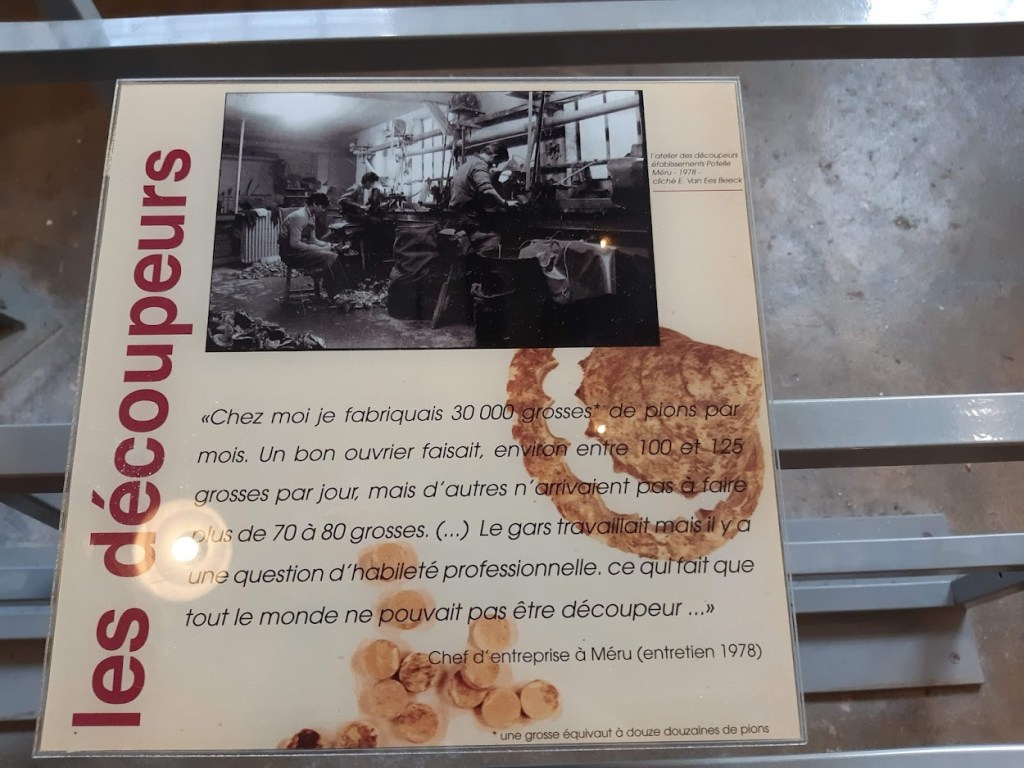 les découpeurs
l'atelier des découpeurs
établissements Potelle
Méru - 1978 -
cliché E. Van Ees Beeck
«Chez moi je fabriquais 30 000 grosses* de pions par
mois. Un bon ouvrier faisait, environ entre 100 et 125
grosses par jour, mais d'autres n'arrivaient pas à faire
plus de 70 à 80 grosses. (...) Le gars travaillait mais il y a
une question d'habileté professionnelle. ce qui fait que
tout le monde ne pouvait pas être découpeur ...»
Chef d'entreprise à Méru (entretien 1978)
* une grosse équivaut à douze douzaines de pions